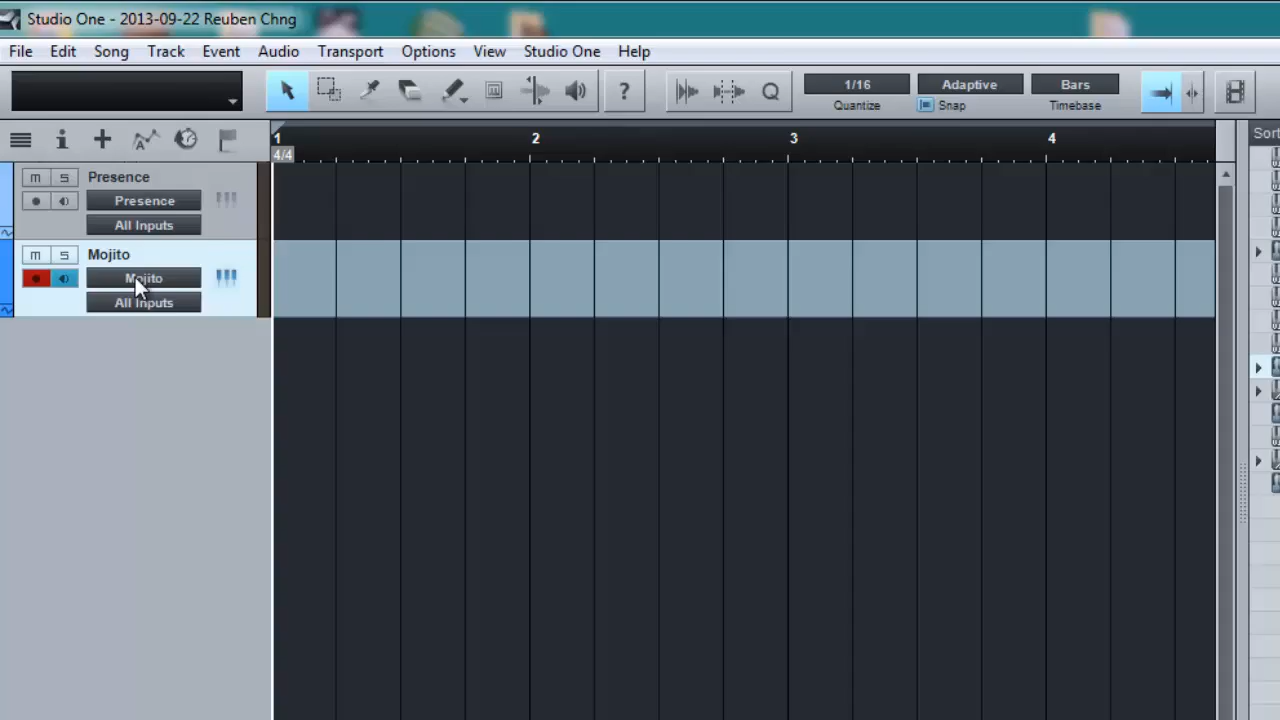 Studio One - 2013-09-22 Reuben Chng
File Edit Song Track Event Audio Transport Options View Studio One Help
? Q 1/16 Adaptive Bars
Quantize Snap Timebase
i + A 1 2 3 4 Sort
4/4
m s Presence
Presence
All Inputs
m s Mojito
Mojito
All Inputs